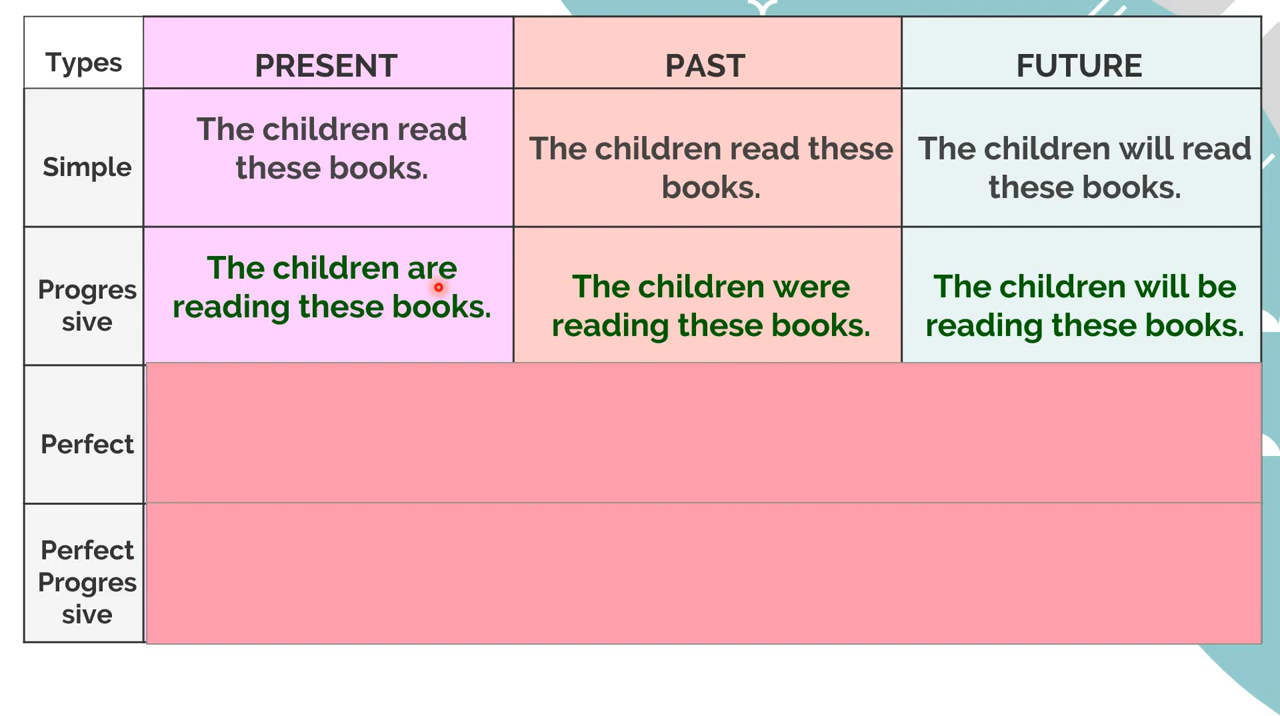 Types
PRESENT
PAST
FUTURE
Simple
The children read
these books.
The children read these
books.
The children will read
these books.
Progres
sive
The children are
reading these books.
The children were
reading these books.
The children will be
reading these books.
Perfect
Perfect
Progres
sive